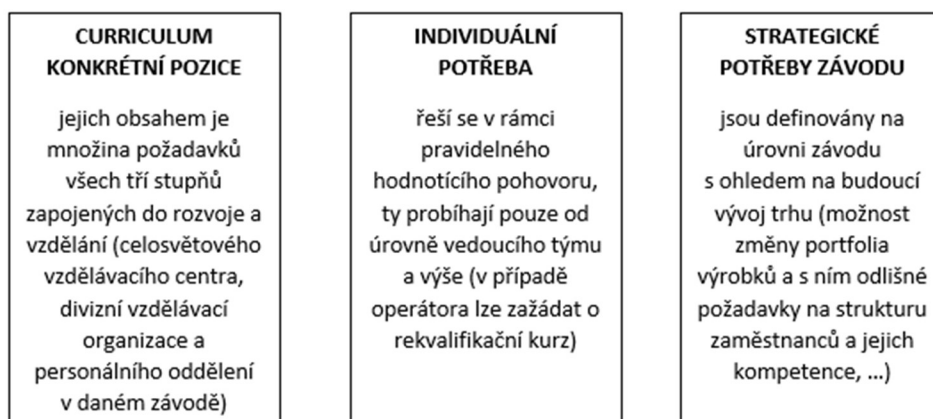 CURRICULUM
KONKRÉTNÍ POZICE
jejich obsahem je
množina požadavků
všech tří stupňů
zapojených do rozvoje a
vzdělání (celosvětového
vzdělávacího centra,
divizní vzdělávací
organizace a
personálního oddělení
v daném závodě)
INDIVIDUÁLNÍ
POTŘEBA
řeší se v rámci
pravidelného
hodnotícího pohovoru,
ty probíhají pouze od
úrovně vedoucího týmu
a výše (v případě
operátora lze zažádat o
rekvalifikační kurz)
STRATEGICKÉ
POTŘEBY ZÁVODU
jsou definovány na
úrovni závodu
s ohledem na budoucí
vývoj trhu (možnost
změny portfolia
výrobků a s ním odlišné
požadavky na strukturu
zaměstnanců a jejich
kompetence, ...)